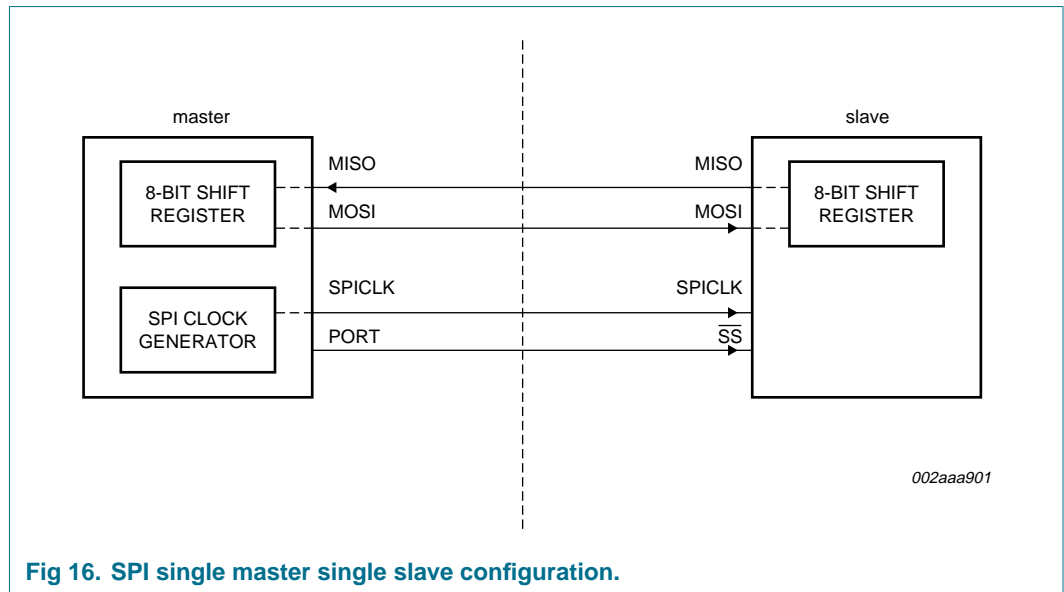 master
slave
MISO
MISO
8-BIT SHIFT
REGISTER
8-BIT SHIFT
REGISTER
MOSI
MOSI
SPICLK
SPICLK
SPI CLOCK
GENERATOR
PORT
S̅S̅
002aaa901
Fig 16. SPI single master single slave configuration.